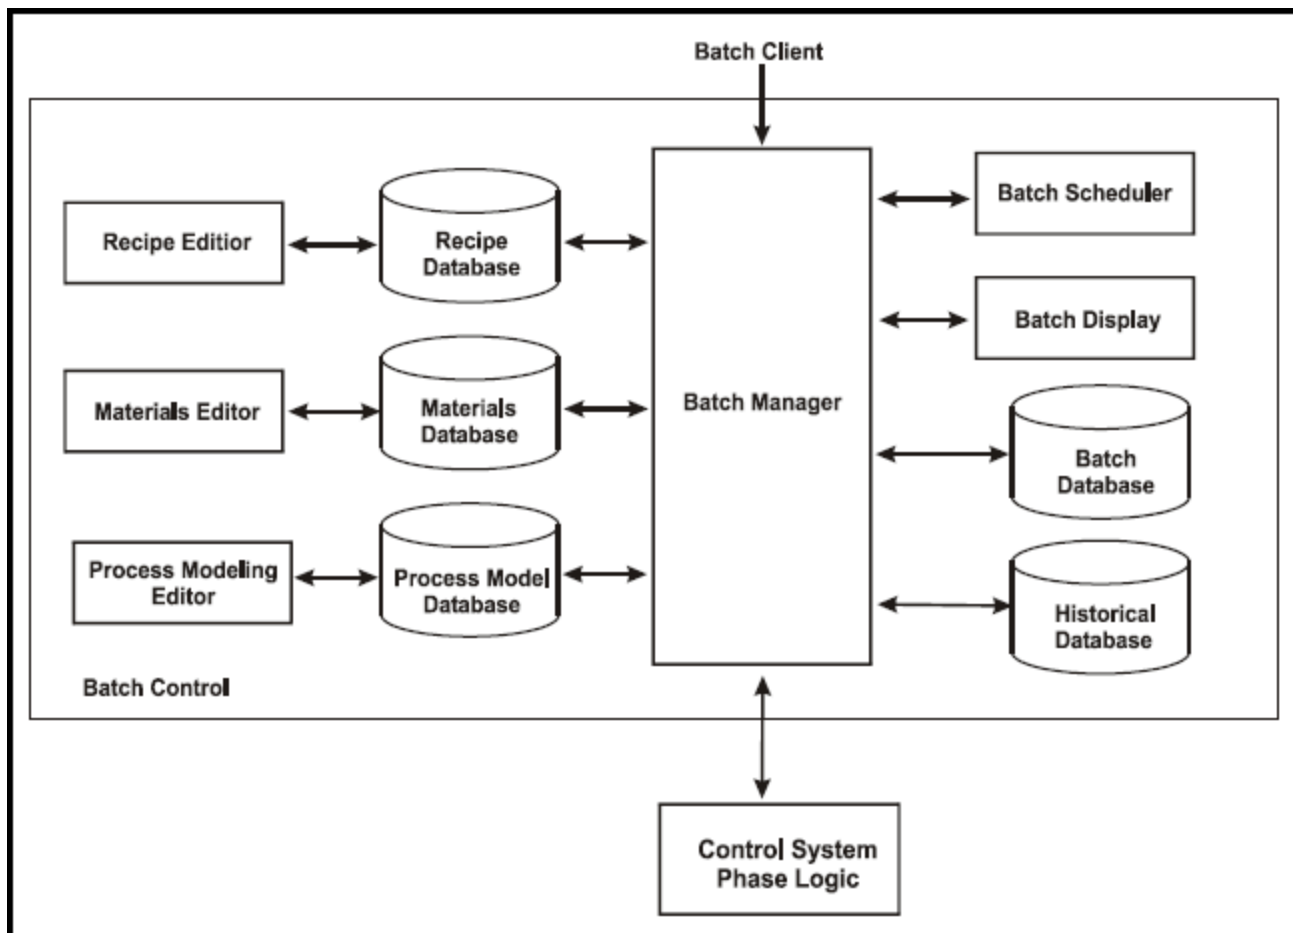 Batch Client
Recipe Editior
Recipe
Database
Batch Scheduler
Batch Display
Materials Editor
Materials
Database
Batch Manager
Batch
Database
Process Modeling
Editor
Process Model
Database
Historical
Database
Batch Control
Control System
Phase Logic